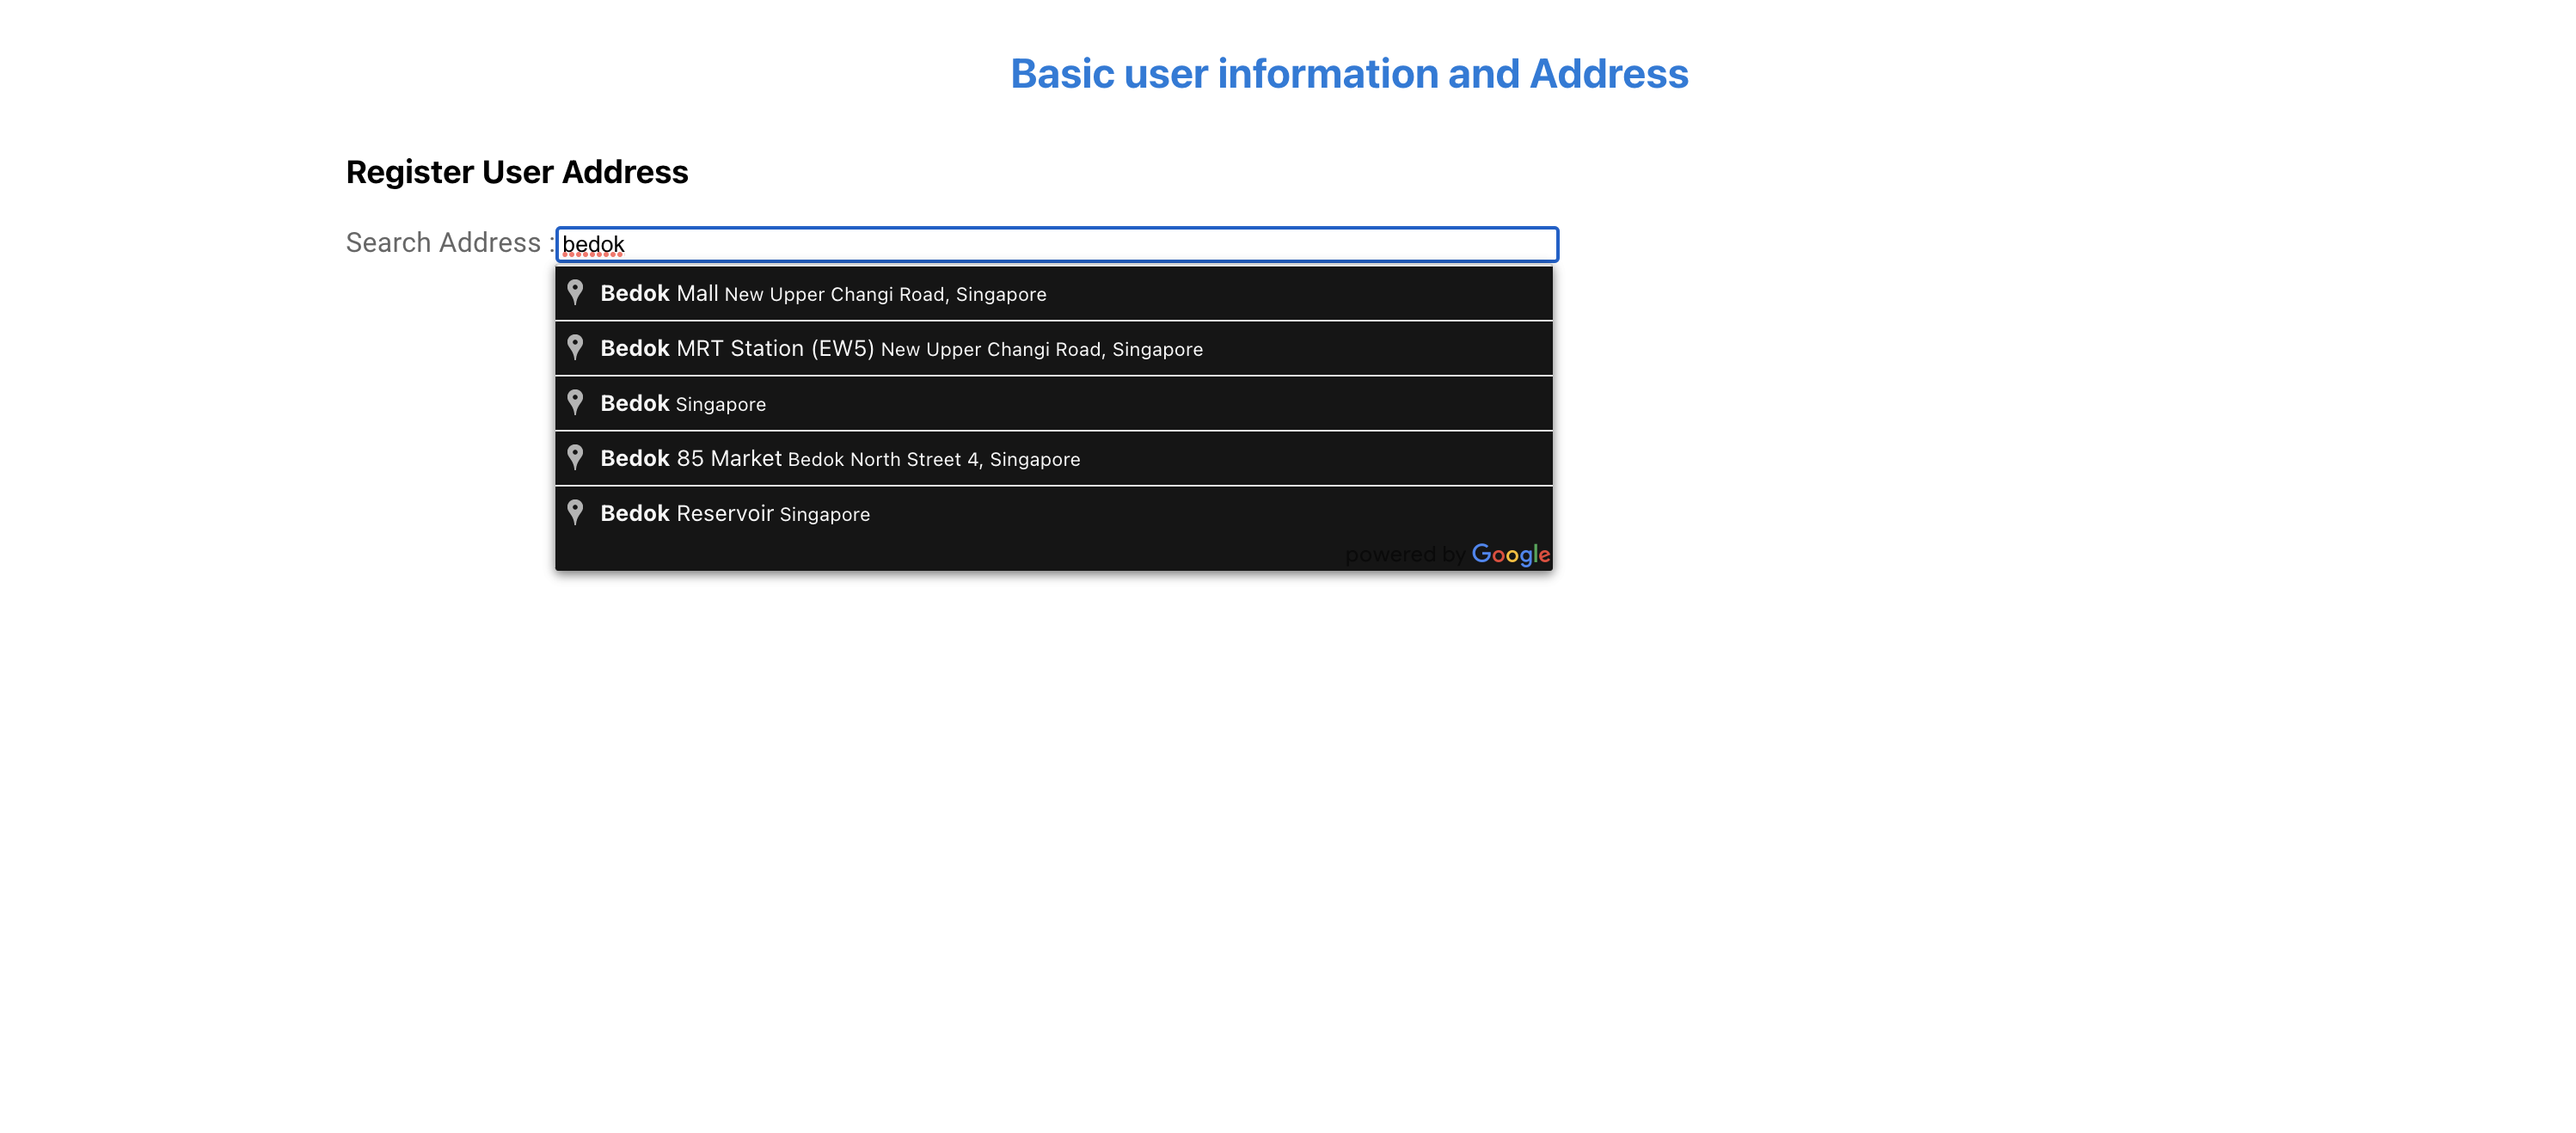 Basic user information and Address
Register User Address
Search Address : bedok
Bedok Mall New Upper Changi Road, Singapore
Bedok MRT Station (EW5) New Upper Changi Road, Singapore
Bedok Singapore
Bedok 85 Market Bedok North Street 4, Singapore
Bedok Reservoir Singapore
powered by Google